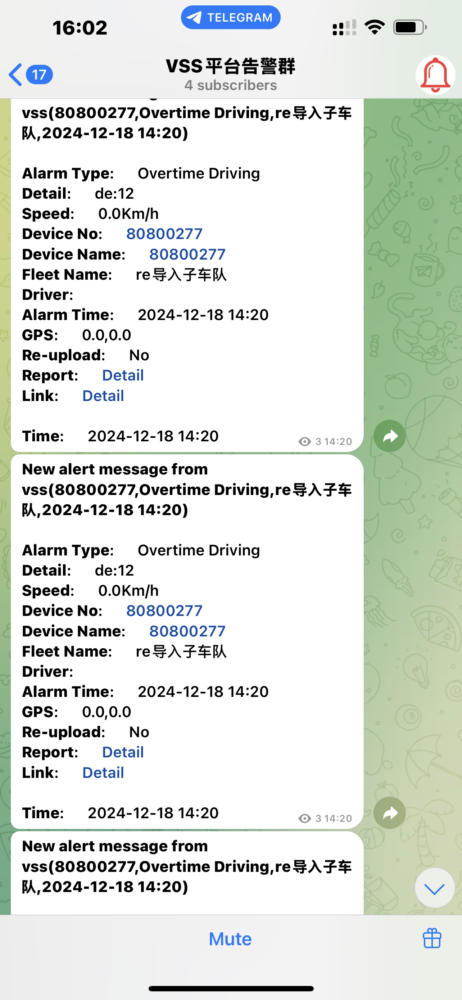 16:02
TELEGRAM
17
VSS平台告警群
4 subscribers
vss(80800277,Overtime Driving,re导入子车
队,2024-12-18 14:20)
Alarm Type: Overtime Driving
Detail: de:12
Speed: 0.0Km/h
Device No: 80800277
Device Name: 80800277
Fleet Name: re导入子车队
Driver:
Alarm Time: 2024-12-18 14:20
GPS: 0.0,0.0
Re-upload: No
Report: Detail
Link: Detail
Time: 2024-12-18 14:20
3 14:20
New alert message from
vss(80800277,Overtime Driving,re导入子车
队,2024-12-18 14:20)
Alarm Type: Overtime Driving
Detail: de:12
Speed: 0.0Km/h
Device No: 80800277
Device Name: 80800277
Fleet Name: re导入子车队
Driver:
Alarm Time: 2024-12-18 14:20
GPS: 0.0,0.0
Re-upload: No
Report: Detail
Link: Detail
Time: 2024-12-18 14:20
3 14:20
New alert message from
vss(80800277,Overtime Driving,re导入子车
队,2024-12-18 14:20)
Mute